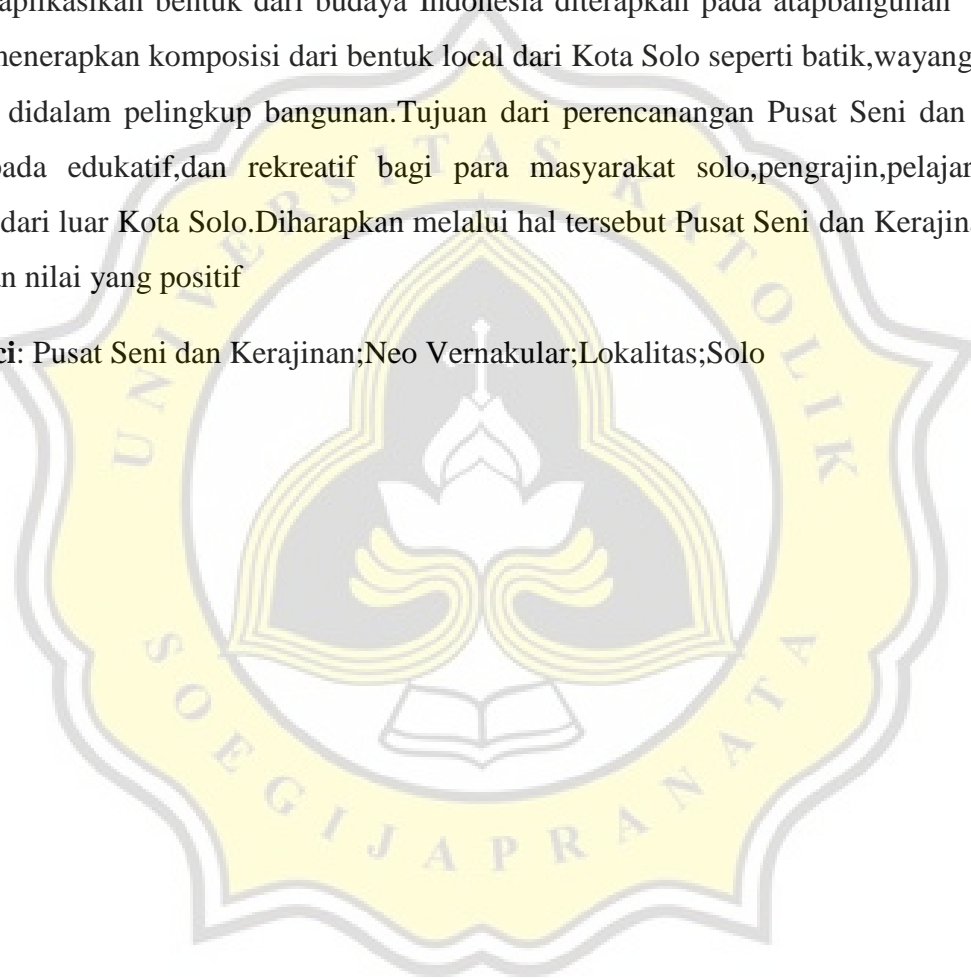 aplikasikan bentuk dari budaya Indonesia diterapkan pada atapbangunan
menerapkan komposisi dari bentuk local dari Kota Solo seperti batik,wayang
didalam pelingkup bangunan.Tujuan dari perencanangan Pusat Seni dan
pada edukatif,dan rekreatif bagi para masyarakat solo,pengrajin,pelajar
dari luar Kota Solo.Diharapkan melalui hal tersebut Pusat Seni dan Kerajina
an nilai yang positif
ci: Pusat Seni dan Kerajinan;Neo Vernakular;Lokalitas;Solo
UNIVERSITAS KATOLIK
SOEGIJAPRANATA